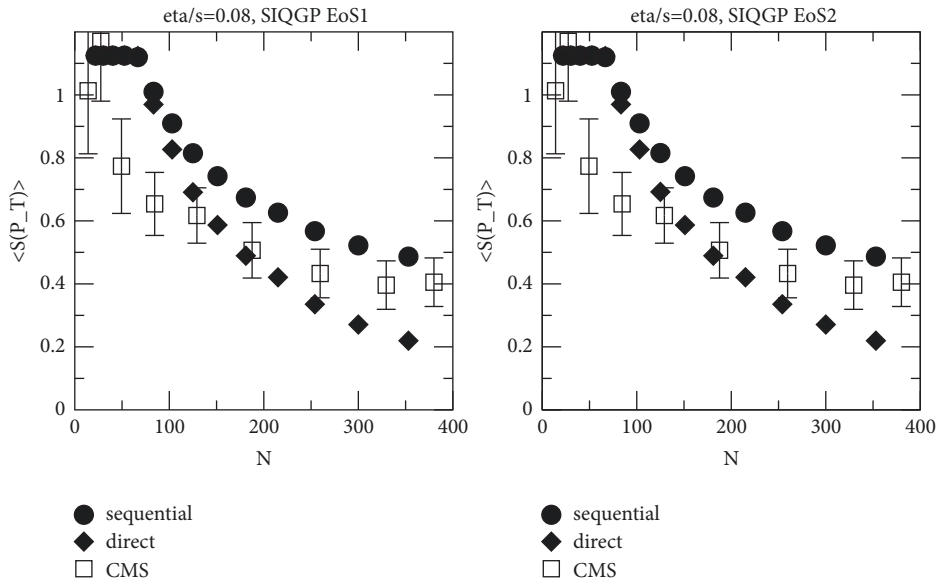 eta/s=0.08, SIQGP EoS1
<S(P_T)>
1
0.8
0.6
0.4
0.2
0
0
100
200
300
400
N
sequential
direct
CMS
eta/s=0.08, SIQGP EoS2
<S(P_T)>
1
0.8
0.6
0.4
0.2
0
0
100
200
300
400
N
sequential
direct
CMS